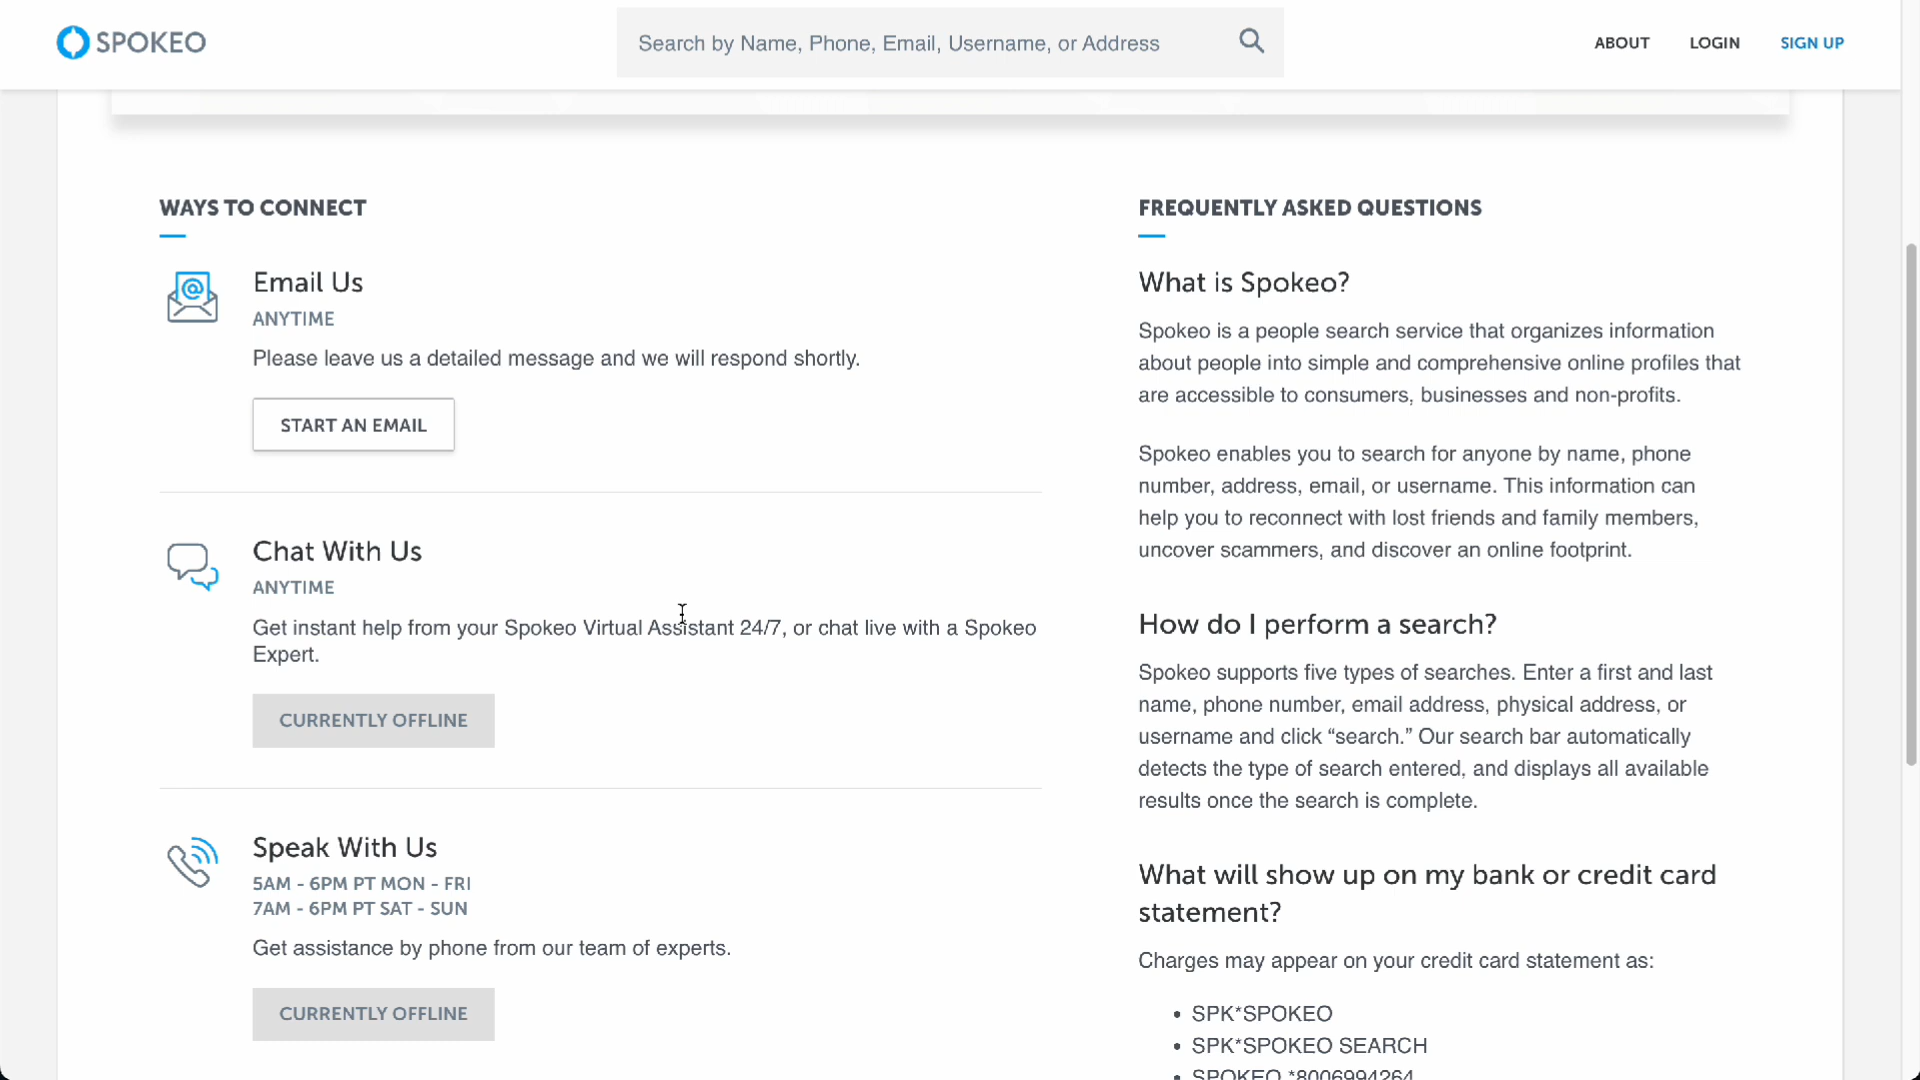 SPOKEO
Search by Name, Phone, Email, Username, or Address
ABOUT
LOGIN
SIGN UP
WAYS TO CONNECT
Email Us
ANYTIME
Please leave us a detailed message and we will respond shortly.
START AN EMAIL
Chat With Us
ANYTIME
Get instant help from your Spokeo Virtual Assistant 24/7, or chat live with a Spokeo
Expert.
CURRENTLY OFFLINE
Speak With Us
5AM - 6PM PT MON - FRI
7AM - 6PM PT SAT - SUN
Get assistance by phone from our team of experts.
CURRENTLY OFFLINE
FREQUENTLY ASKED QUESTIONS
What is Spokeo?
Spokeo is a people search service that organizes information
about people into simple and comprehensive online profiles that
are accessible to consumers, businesses and non-profits.
Spokeo enables you to search for anyone by name, phone
number, address, email, or username. This information can
help you to reconnect with lost friends and family members,
uncover scammers, and discover an online footprint.
How do I perform a search?
Spokeo supports five types of searches. Enter a first and last
name, phone number, email address, physical address, or
username and click “search.” Our search bar automatically
detects the type of search entered, and displays all available
results once the search is complete.
What will show up on my bank or credit card
statement?
Charges may appear on your credit card statement as:
• SPK*SPOKEO
• SPK*SPOKEO SEARCH
• SPOKEO *8006994264